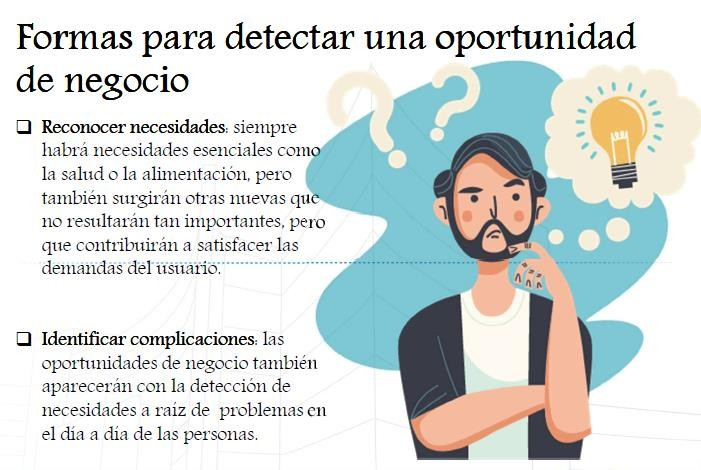 Formas para detectar una oportunidad
de negocio
Reconocer necesidades: siempre
habrá necesidades esenciales como
la salud o la alimentación, pero
también surgirán otras nuevas que
no resultarán tan importantes, pero
que contribuirán a satisfacer las
demandas del usuario.
Identificar complicaciones: las
oportunidades de negocio también
aparecerán con la detección de
necesidades a raíz de problemas en
el día a día de las personas.